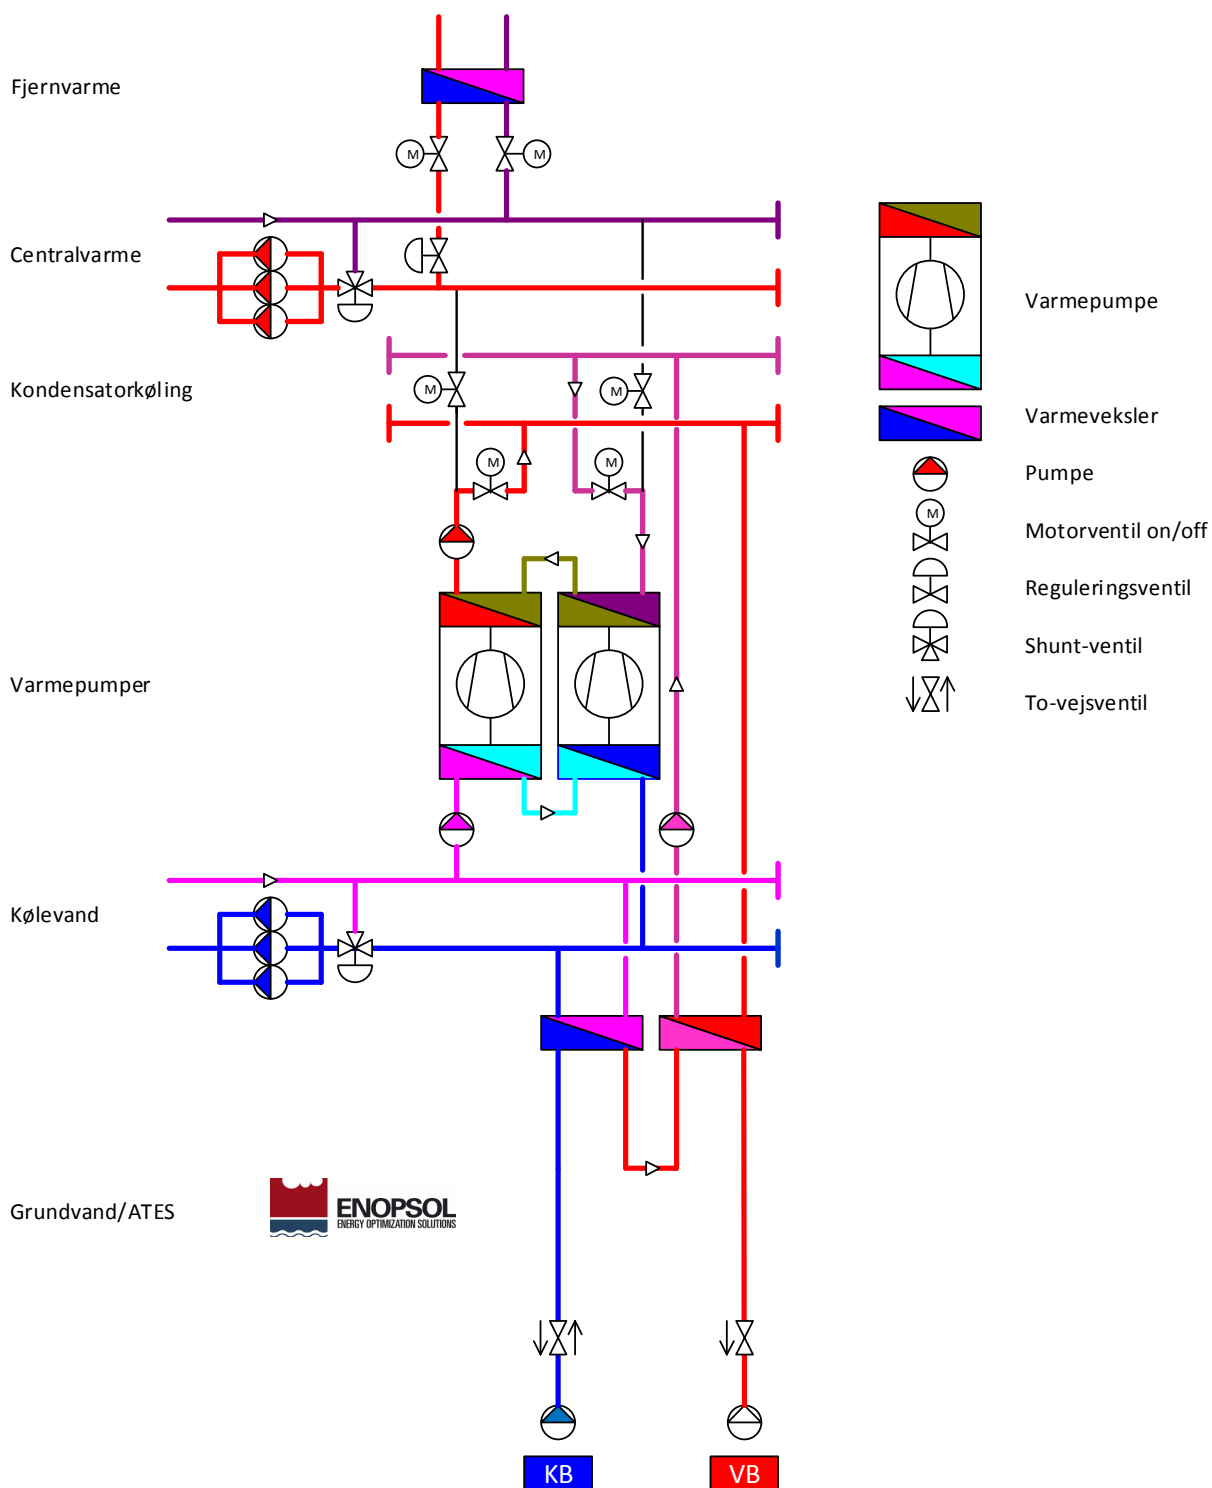 Fjernvarme
M
M
Centralvarme
Varmepumpe
Kondensatorkøling
M
M
Varmeveksler
M
M
Pumpe
M
Motorventil on/off
Reguleringsventil
Shunt-ventil
Varmepumper
To-vejsventil
Kølevand
Grundvand/ATES
ENOPSOL
ENERGY OPTIMIZATION SOLUTIONS
KB
VB